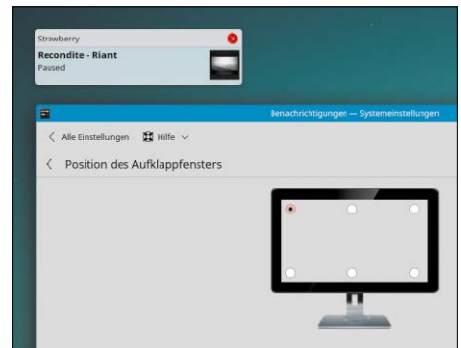 Strawberry
Recondite - Riant
Paused
Benachrichtigungen — Systemeinstellungen
Alle Einstellungen Hilfe
Position des Aufklappfensters